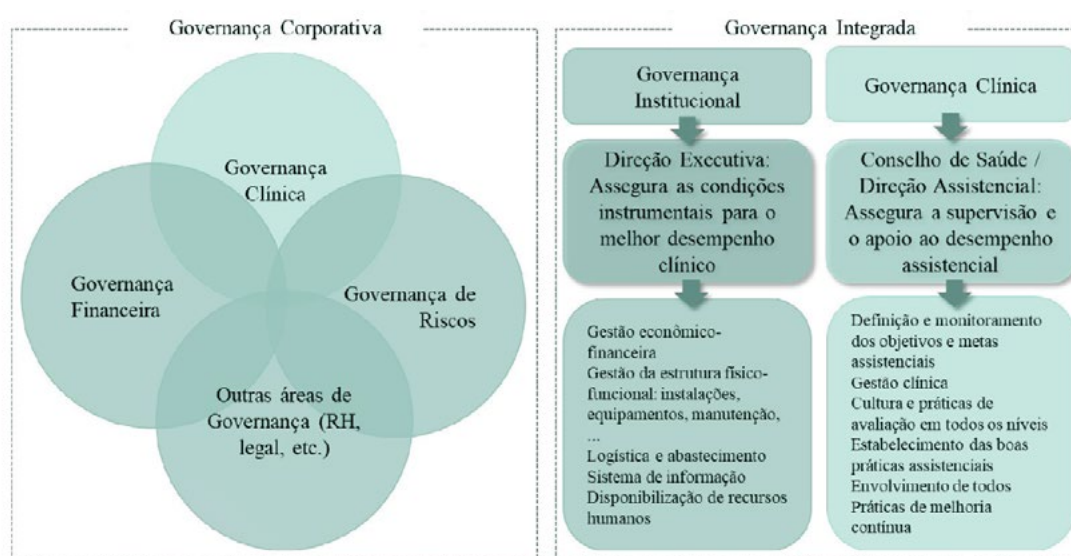 Governança Corporativa
Governança
Clínica
Governança
Financeira
Governança de
Riscos
Outras áreas de
Governança (RH,
legal, etc.)
Governança Integrada
Governança
Institucional
Direção Executiva:
Assegura as condições
instrumentais para o
melhor desempenho
clínico
Gestão econômico-
financeira
Gestão da estrutura físico-
funcional: instalações,
equipamentos, manutenção,
...
Logística e abastecimento
Sistema de informação
Disponibilização de recursos
humanos
Governança Clínica
Conselho de Saúde /
Direção Assistencial:
Assegura a supervisão e
o apoio ao desempenho
assistencial
Definição e monitoramento
dos objetivos e metas
assistenciais
Gestão clínica
Cultura e práticas de
avaliação em todos os níveis
Estabelecimento das boas
práticas assistenciais
Envolvimento de todos
Práticas de melhoria
contínua